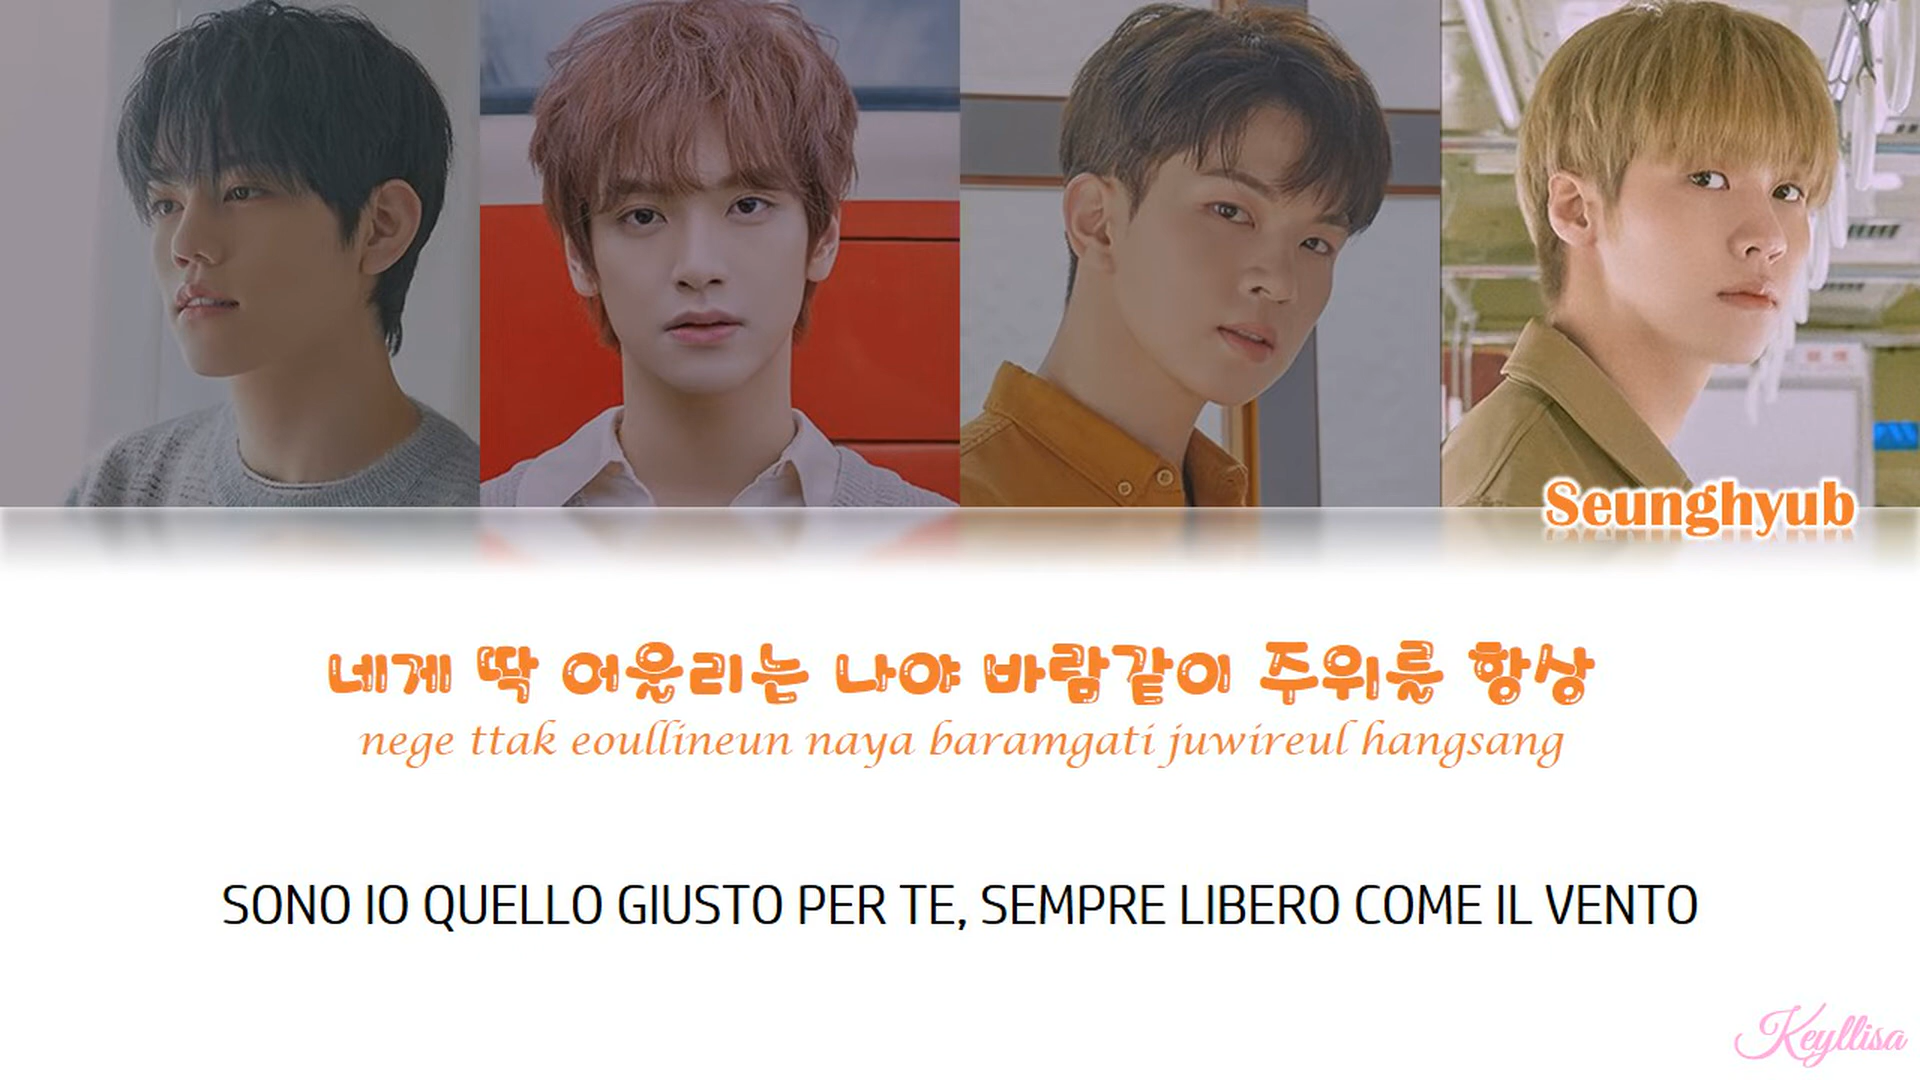 Seunghyub
네게 딱 어울리는 나야 바람같이 주위를 항상
nege ttak eoullineun naya baramgati juwireul hangsang
SONO IO QUELLO GIUSTO PER TE, SEMPRE LIBERO COME IL VENTO
Keyllisa